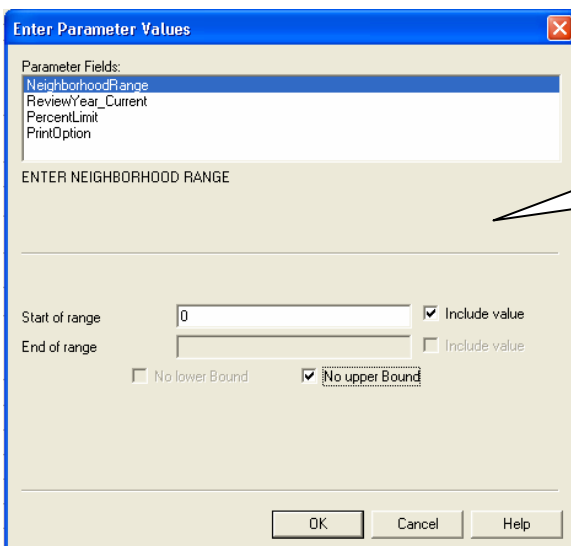 Enter Parameter Values
Parameter Fields:
NeighborhoodRange
ReviewYear_Current
PercentLimit
PrintOption
ENTER NEIGHBORHOOD RANGE
Start of range 0 Include value
End of range Include value
No lower Bound No upper Bound
OK Cancel Help